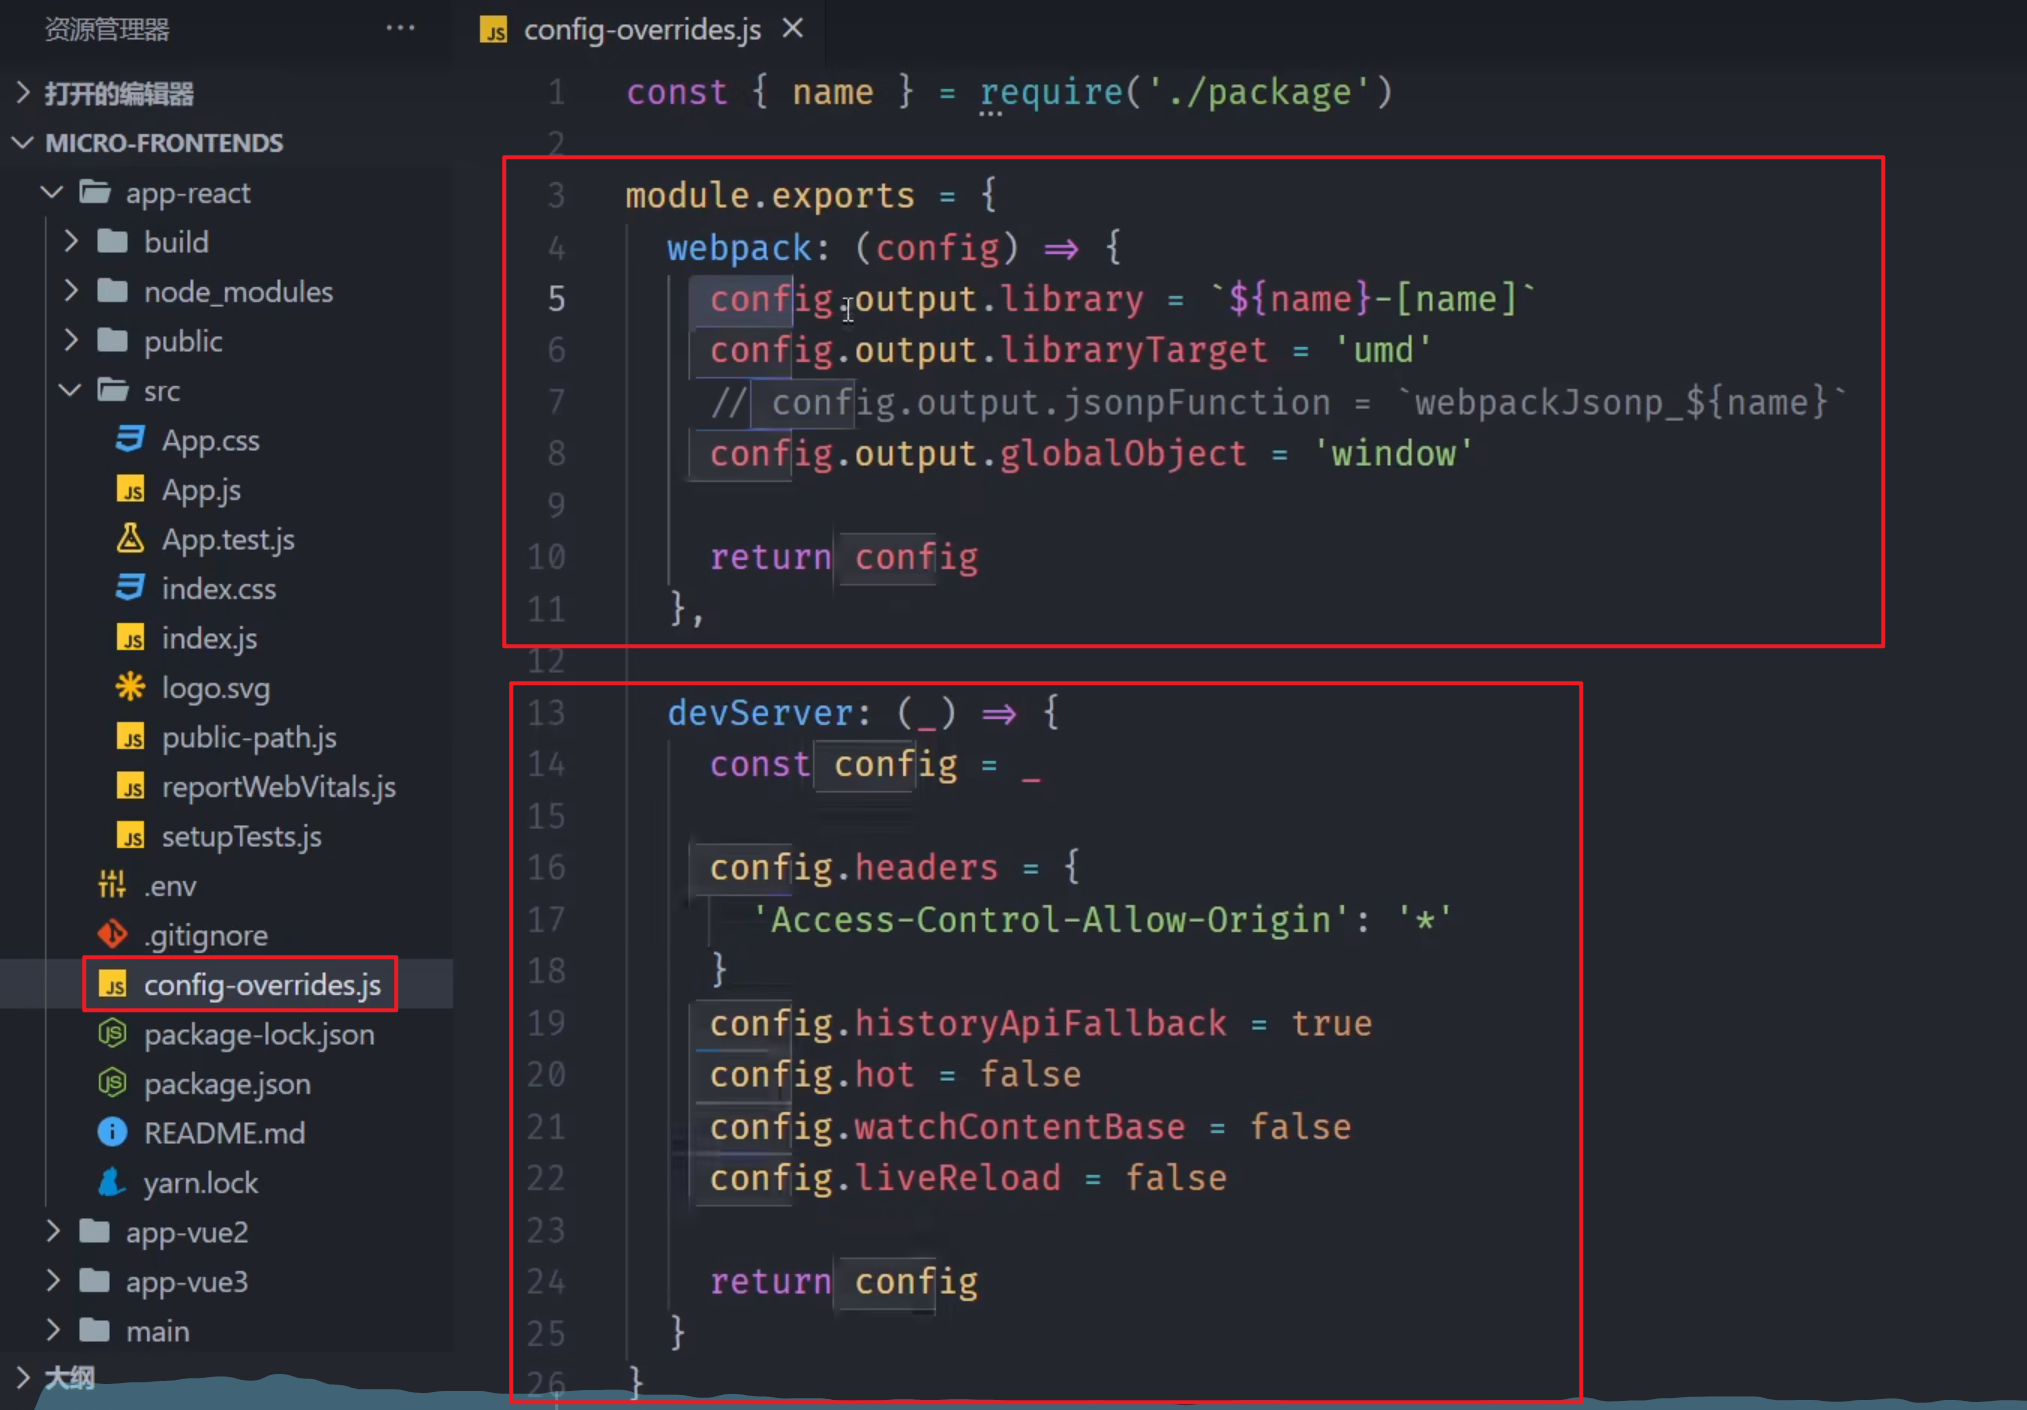 资源管理器 ···
打开的编辑器
MICRO-FRONTENDS
app-react
build
node_modules
public
src
App.css
App.js
App.test.js
index.css
index.js
logo.svg
public-path.js
reportWebVitals.js
setupTests.js
.env
.gitignore
config-overrides.js
package-lock.json
package.json
README.md
yarn.lock
app-vue2
app-vue3
main
大纲
JS config-overrides.js ×
1 const { name } = require('./package')
2
3 module.exports = {
4 webpack: (config) => {
5 config.output.library = `${name}-[name]`
6 config.output.libraryTarget = 'umd'
7 // config.output.jsonpFunction = `webpackJsonp_${name}`
8 config.output.globalObject = 'window'
9
10 return config
11 },
12
13 devServer: (_) => {
14 const config = _
15
16 config.headers = {
17 'Access-Control-Allow-Origin': '*'
18 }
19 config.historyApiFallback = true
20 config.hot = false
21 config.watchContentBase = false
22 config.liveReload = false
23
24 return config
25 }
26 }